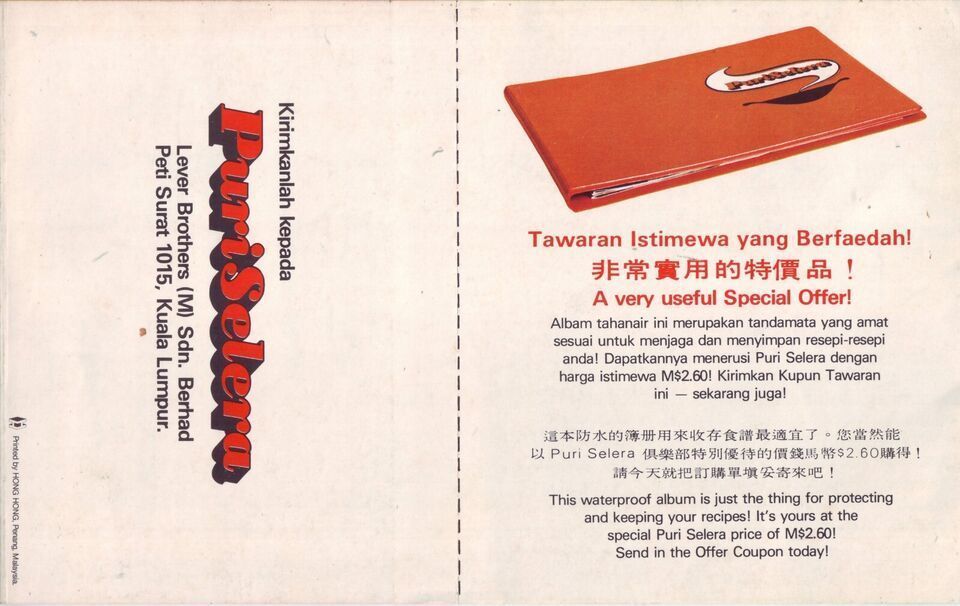 Kirimkanlah kepada
PuriSelera
Lever Brothers (M) Sdn. Berhad
Peti Surat 1015, Kuala Lumpur.
Printed by HONG HONG, Penang, Malaysia.
PuriSelera
Tawaran Istimewa yang Berfaedah!
非常實用的特價品！
A very useful Special Offer!
Albam tahanair ini merupakan tandamata yang amat
sesuai untuk menjaga dan menyimpan resepi-resepi
anda! Dapatkannya menerusi Puri Selera dengan
harga istimewa M$2.60! Kirimkan Kupun Tawaran
ini — sekarang juga!
這本防水的簿册用來收存食譜最適宜了。您當然能
以 Puri Selera 俱樂部特別優待的價錢馬幣$2.60購得！
請今天就把訂購單填妥寄來吧！
This waterproof album is just the thing for protecting
and keeping your recipes! It's yours at the
special Puri Selera price of M$2.60!
Send in the Offer Coupon today!